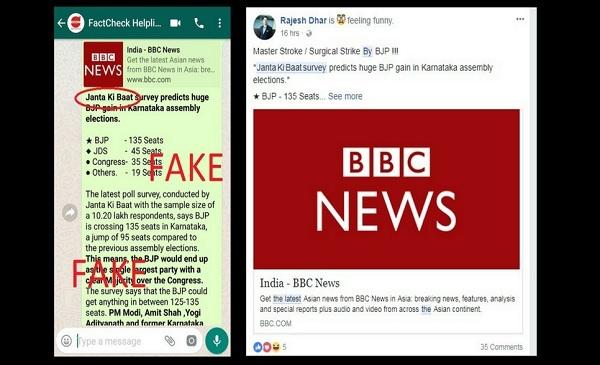 FactCheck Helpli...
India - BBC News
Get the latest Asian news
from BBC News in Asia: bre...
www.bbc.com
BBC
NEWS
Janta Ki Baat survey predicts huge
BJP gain in Karnataka assembly
elections.
★ BJP - 135 Seats
◆ JDS - 45 Seats
● Congress- 35 Seats
● Others. - 19 Seats
FAKE
The latest poll survey, conducted by
Janta Ki Baat with the sample size
of a 10.20 lakh respondents, says BJP
is crossing 135 seats in Karnataka,
a jump of 95 seats compared to
the previous assembly elections.
This means, the BJP would end up
as the single largest party with a
clear Majority over the Congress.
FAKE
The survey says that the BJP could
get anything in between 125-135
seats. PM Modi, Amit Shah ,Yogi
Adityanath and former Karnataka
Type a message
Rajesh Dhar is feeling funny.
16 hrs
Master Stroke / Surgical Strike By BJP !!!
*Janta Ki Baat survey predicts huge BJP gain in Karnataka assembly
elections.*
★ BJP - 135 Seats... See more
BBC
NEWS
India - BBC News
Get the latest Asian news from BBC News in Asia: breaking news, features, analysis
and special reports plus audio and video from across the Asian continent.
BBC.COM
5
35 Comments